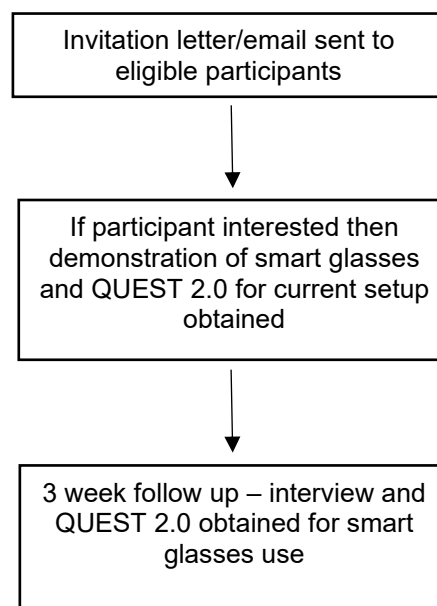 Invitation letter/email sent to
eligible participants
If participant interested then
demonstration of smart glasses
and QUEST 2.0 for current setup
obtained
3 week follow up – interview and
QUEST 2.0 obtained for smart
glasses use